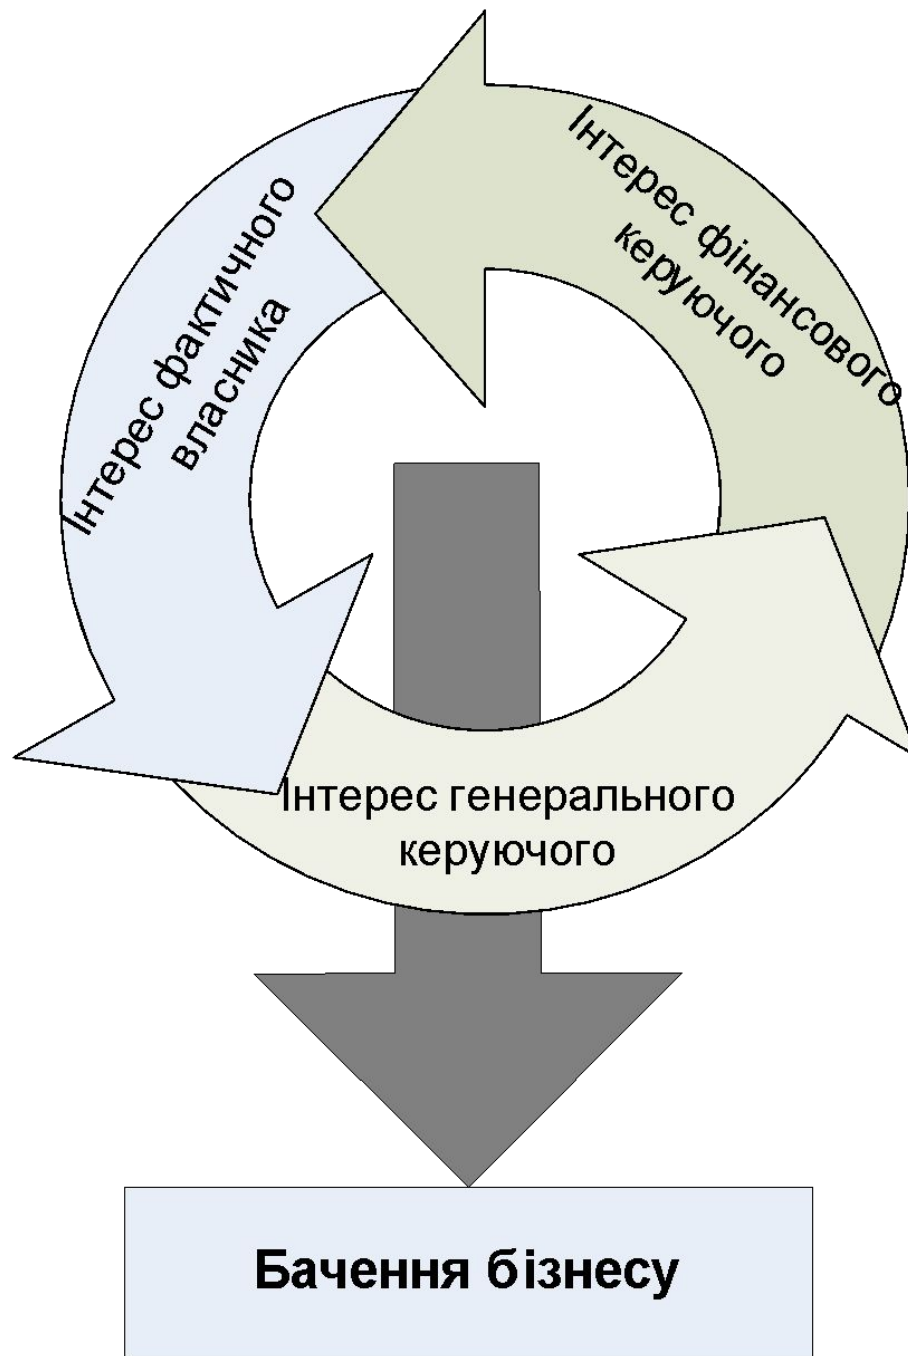 Інтерес фінансового
керуючого
Інтерес фактичного
власника
Інтерес генерального
керуючого
Бачення бізнесу